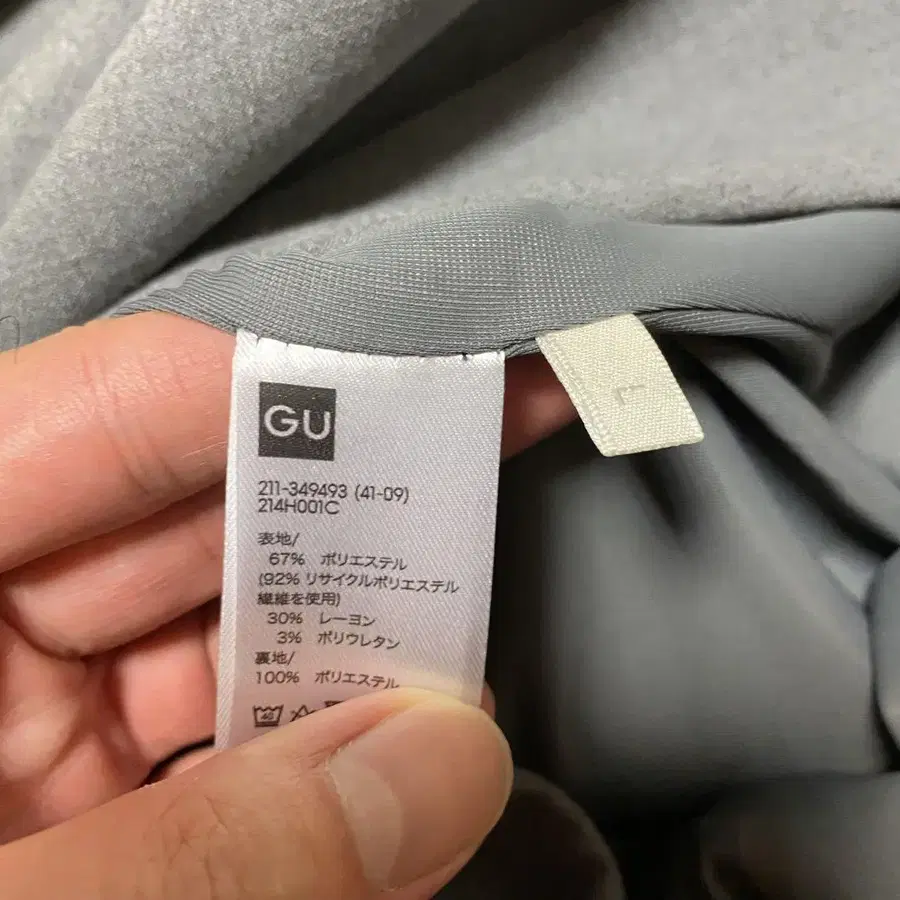 GU
211-349493 (41-09)
214H001C
表地/
67% ポリエステル
(92% リサイクルポリエステル
繊維を使用)
30% レーヨン
3% ポリウレタン
裏地/
100% ポリエステル
40
L